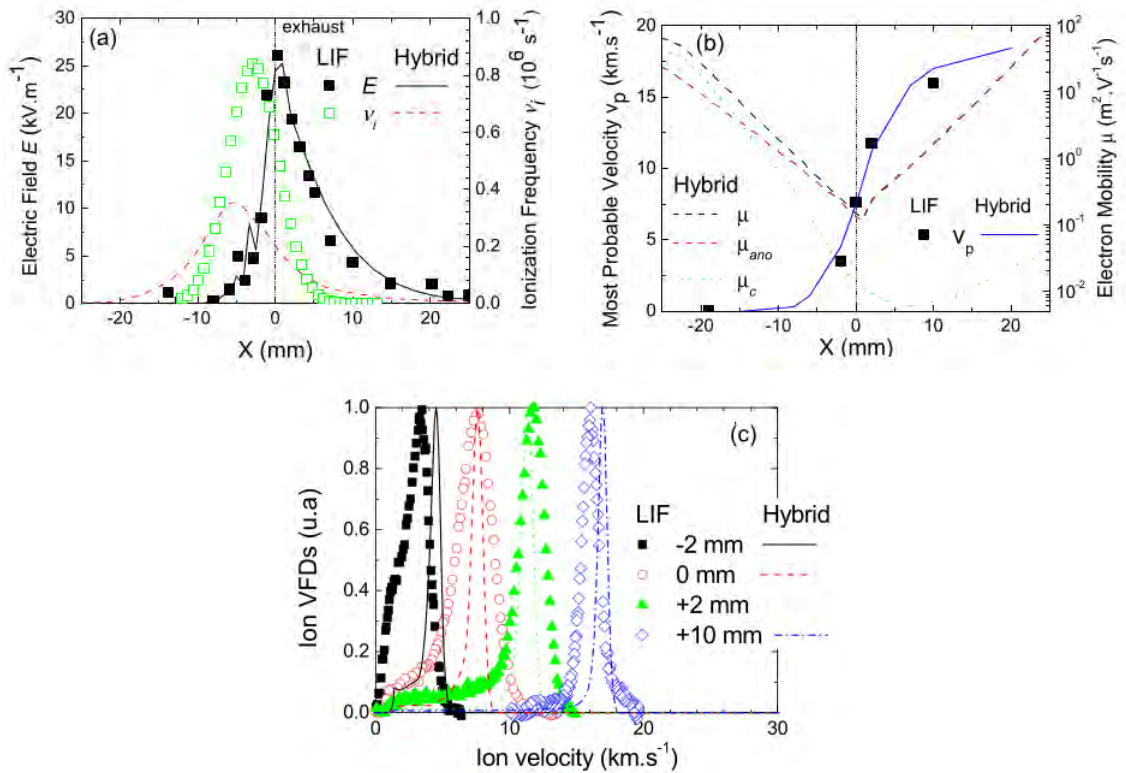 (a)
exhaust
LIF Hybrid
E
ν_i
Electric Field E (kV.m⁻¹)
30
25
20
15
10
5
0
1.0
0.8
0.6
0.4
0.2
0.0
Ionization Frequency ν_i (10⁶ s⁻¹)
-20 -10 0 10 20
X (mm)
(b)
Most Probable Velocity v_p (km.s⁻¹)
20
17
15
12
10
7
5
2
0
10²
10¹
10⁰
10⁻¹
10⁻²
Electron Mobility μ (m².V⁻¹s⁻¹)
Hybrid
μ
μ_ano
μ_c
LIF Hybrid
v_p
-20 -10 0 10 20
X (mm)
(c)
Ion VFDs (u.a)
1.0
0.8
0.6
0.4
0.2
0.0
LIF Hybrid
-2 mm
0 mm
+2 mm
+10 mm
0 10 20 30
Ion velocity (km.s⁻¹)